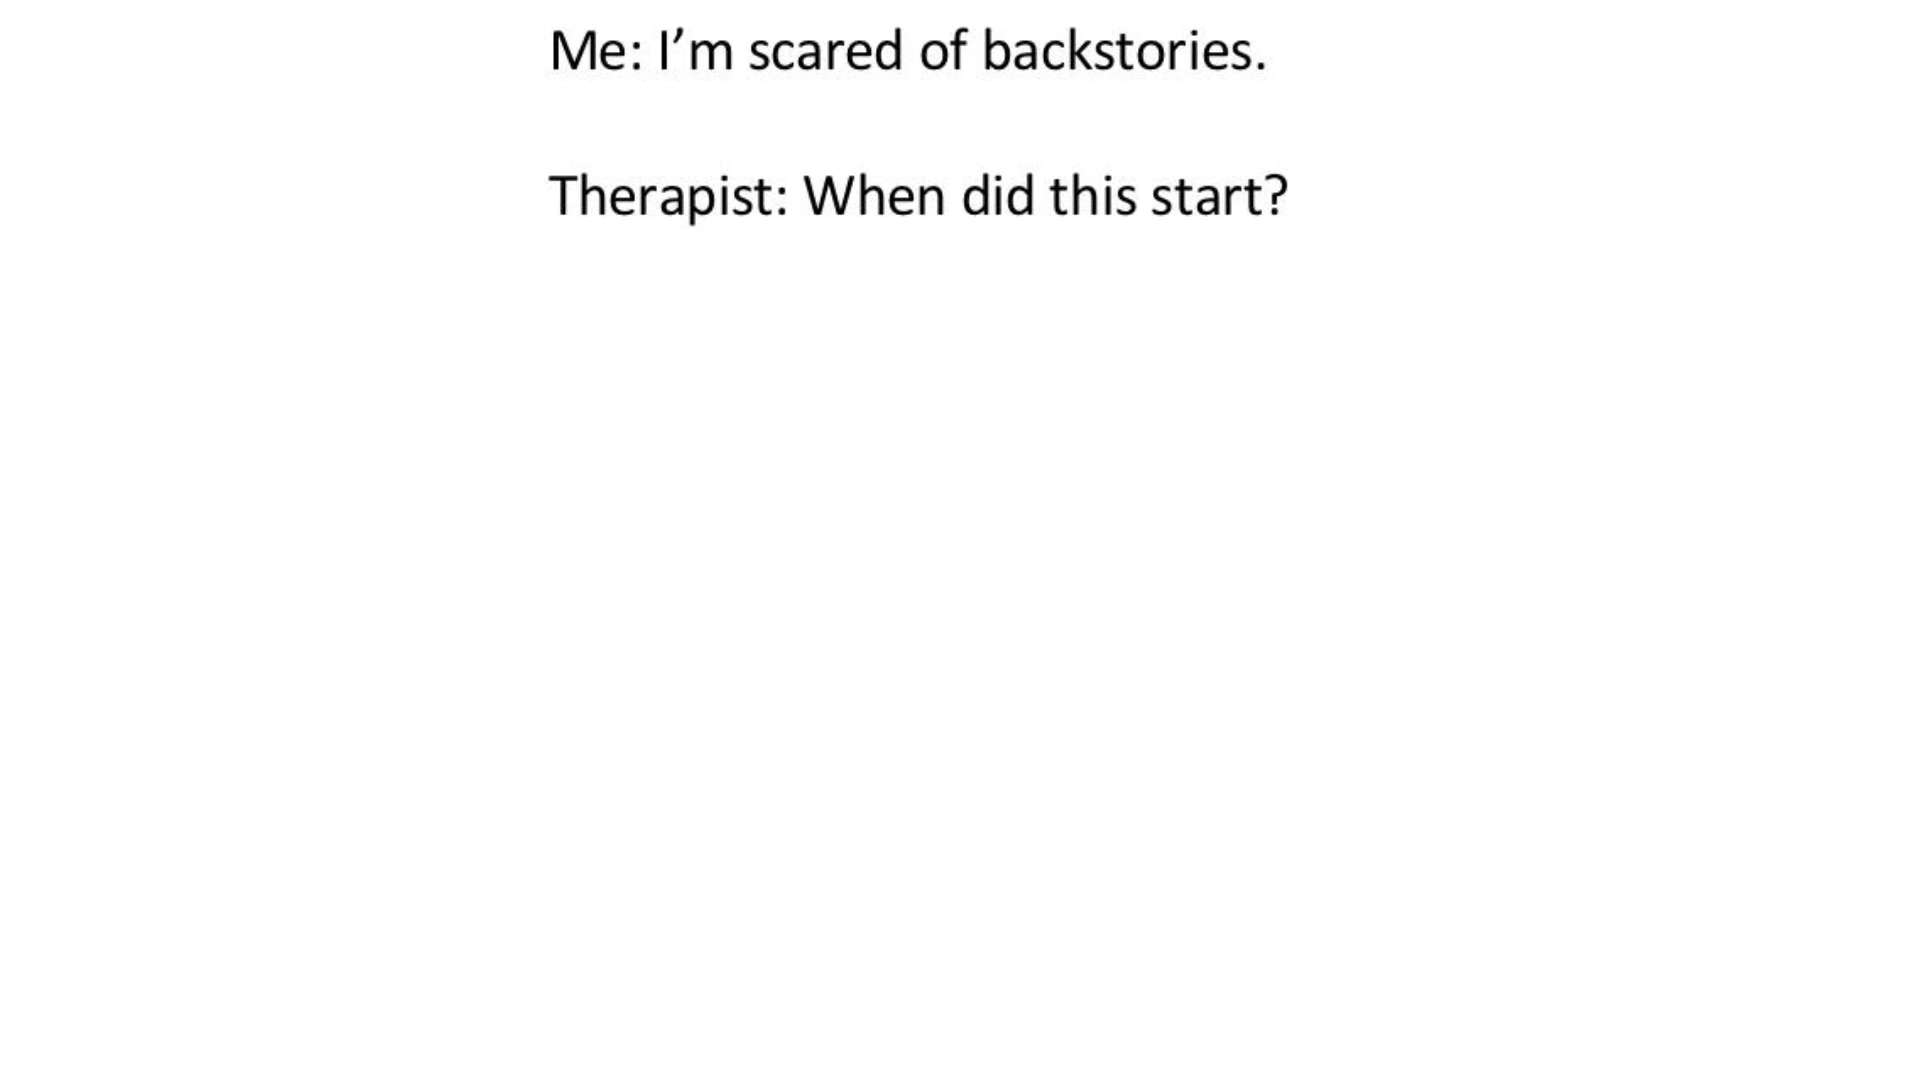 Me: I’m scared of backstories.
Therapist: When did this start?